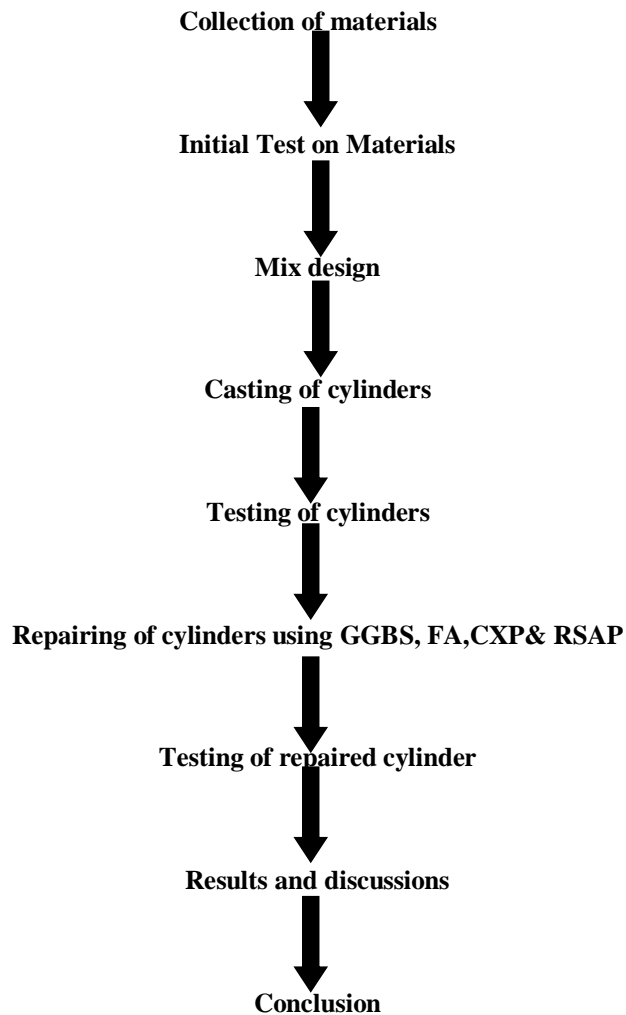 Collection of materials
Initial Test on Materials
Mix design
Casting of cylinders
Testing of cylinders
Repairing of cylinders using GGBS, FA,CXP& RSAP
Testing of repaired cylinder
Results and discussions
Conclusion